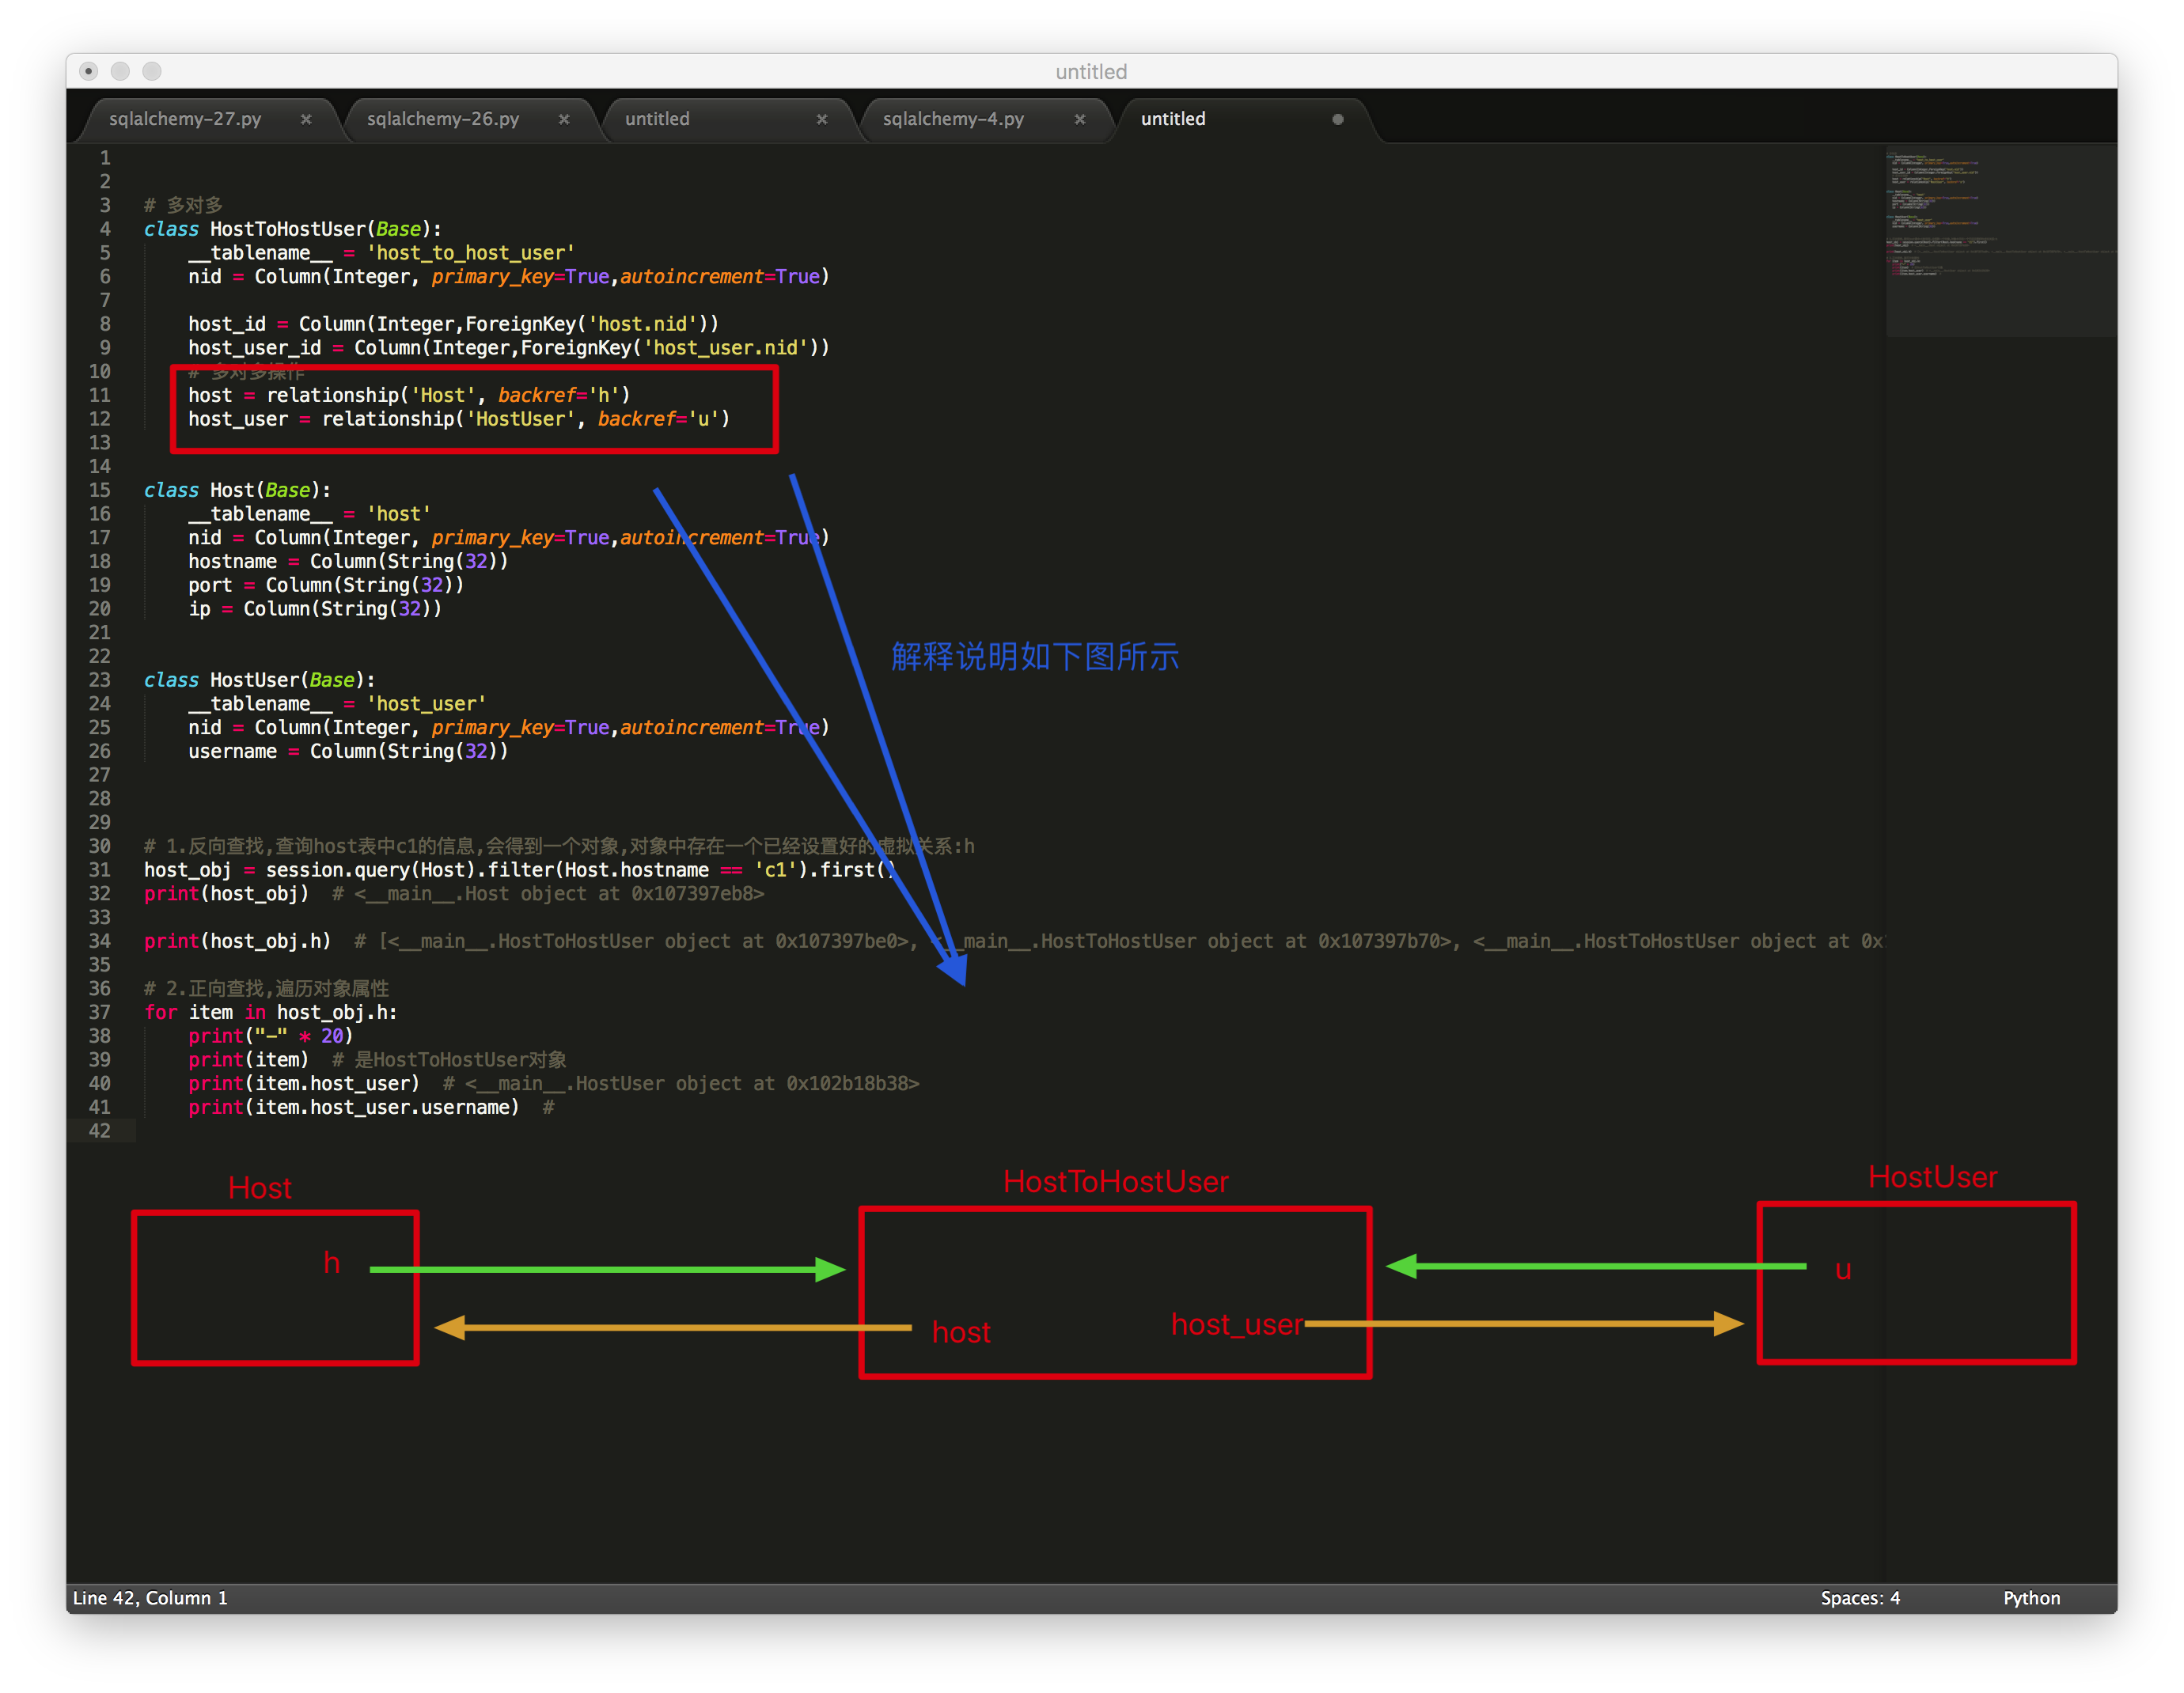 untitled
sqlalchemy-27.py
sqlalchemy-26.py
untitled
sqlalchemy-4.py
untitled
1
2
3 # 多对多
4 class HostToHostUser(Base):
5 __tablename__ = 'host_to_host_user'
6 nid = Column(Integer, primary_key=True,autoincrement=True)
7
8 host_id = Column(Integer,ForeignKey('host.nid'))
9 host_user_id = Column(Integer,ForeignKey('host_user.nid'))
10 # 多对多操作
11 host = relationship('Host', backref='h')
12 host_user = relationship('HostUser', backref='u')
13
14
15 class Host(Base):
16 __tablename__ = 'host'
17 nid = Column(Integer, primary_key=True,autoincrement=True)
18 hostname = Column(String(32))
19 port = Column(String(32))
20 ip = Column(String(32))
21
22
解释说明如下图所示
23 class HostUser(Base):
24 __tablename__ = 'host_user'
25 nid = Column(Integer, primary_key=True,autoincrement=True)
26 username = Column(String(32))
27
28
29
30 # 1.反向查找,查询host表中c1的信息,会得到一个对象,对象中存在一个已经设置好的虚拟关系:h
31 host_obj = session.query(Host).filter(Host.hostname == 'c1').first()
32 print(host_obj) # <__main__.Host object at 0x107397eb8>
33
34 print(host_obj.h) # [<__main__.HostToHostUser object at 0x107397be0>, <__main__.HostToHostUser object at 0x107397b70>, <__main__.HostToHostUser object at 0x
35
36 # 2.正向查找,遍历对象属性
37 for item in host_obj.h:
38 print("-" * 20)
39 print(item) # 是HostToHostUser对象
40 print(item.host_user) # <__main__.HostUser object at 0x102b18b38>
41 print(item.host_user.username) #
42
Host
HostToHostUser
HostUser
h
u
host
host_user
Line 42, Column 1
Spaces: 4
Python